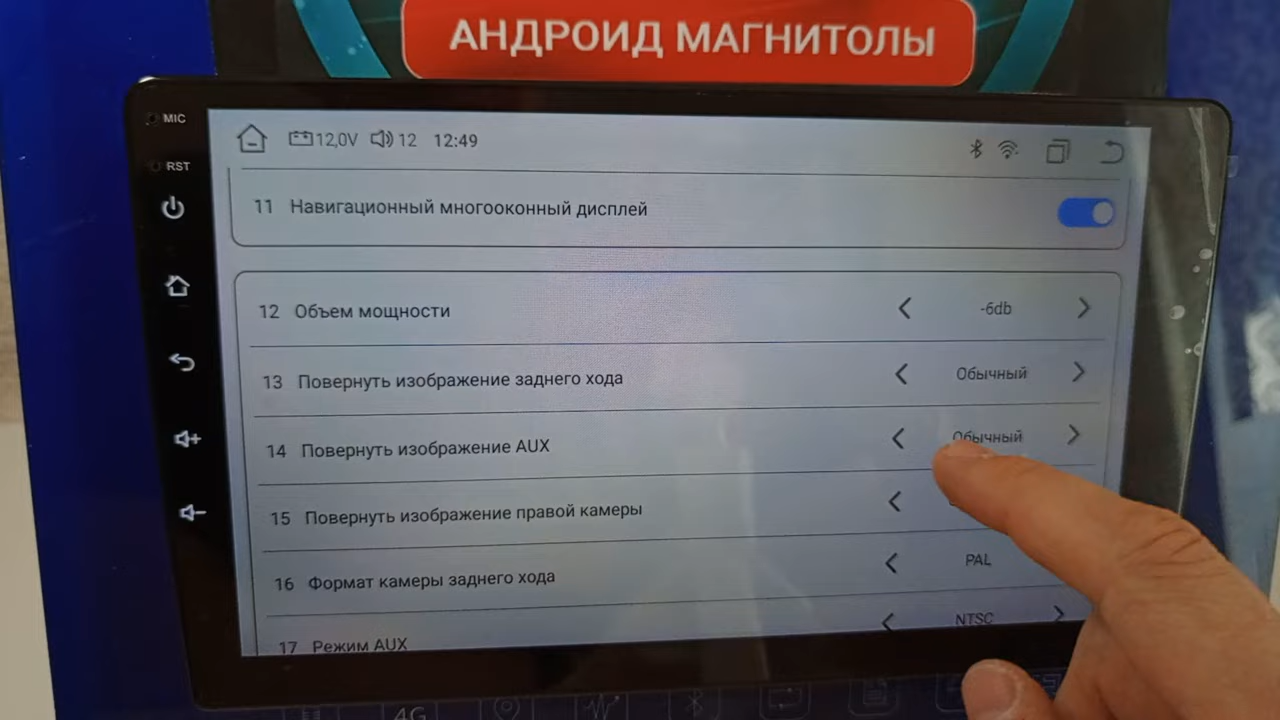 АНДРОИД МАГНИТОЛЫ
MIC
RST
12,0V 12 12:49
11 Навигационный многооконный дисплей
12 Объем мощности -6db
13 Повернуть изображение заднего хода Обычный
14 Повернуть изображение AUX Обычный
15 Повернуть изображение правой камеры
16 Формат камеры заднего хода PAL
17 Режим AUX NTSC
4G